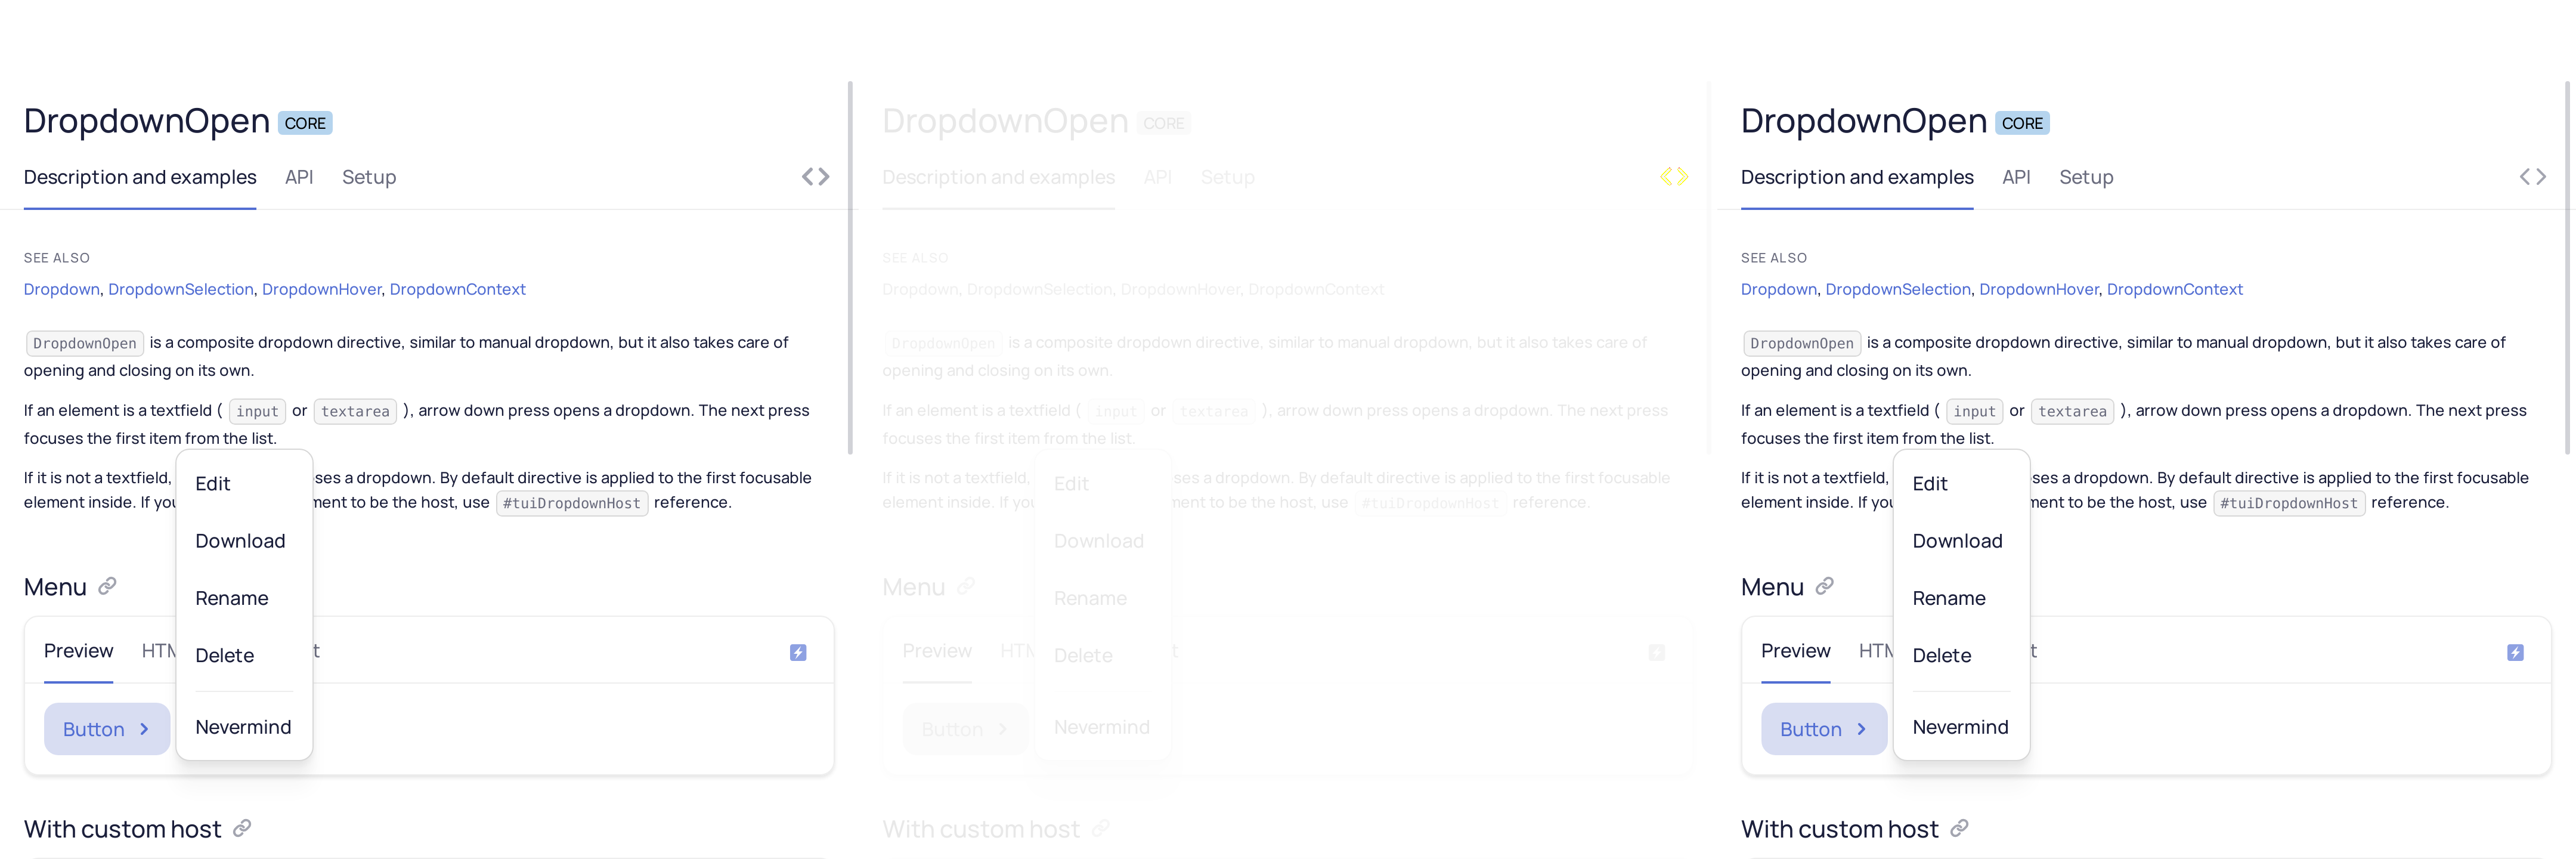 DropdownOpen CORE
Description and examples API Setup
SEE ALSO
Dropdown, DropdownSelection, DropdownHover, DropdownContext
DropdownOpen is a composite dropdown directive, similar to manual dropdown, but it also takes care of
opening and closing on its own.
If an element is a textfield ( input or textarea ), arrow down press opens a dropdown. The next press
focuses the first item from the list.
If it is not a textfield, ses a dropdown. By default directive is applied to the first focusable
element inside. If you ment to be the host, use #tuiDropdownHost reference.
Edit
Download
Rename
Delete
Nevermind
Menu
Preview HTM t
Button
With custom host
DropdownOpen CORE
Description and examples API Setup
SEE ALSO
Dropdown, DropdownSelection, DropdownHover, DropdownContext
DropdownOpen is a composite dropdown directive, similar to manual dropdown, but it also takes care of
opening and closing on its own.
If an element is a textfield ( input or textarea ), arrow down press opens a dropdown. The next press
focuses the first item from the list.
If it is not a textfield, ses a dropdown. By default directive is applied to the first focusable
element inside. If you ment to be the host, use #tuiDropdownHost reference.
Edit
Download
Rename
Delete
Nevermind
Menu
Preview HTM t
Button
With custom host
DropdownOpen CORE
Description and examples API Setup
SEE ALSO
Dropdown, DropdownSelection, DropdownHover, DropdownContext
DropdownOpen is a composite dropdown directive, similar to manual dropdown, but it also takes care of
opening and closing on its own.
If an element is a textfield ( input or textarea ), arrow down press opens a dropdown. The next press
focuses the first item from the list.
If it is not a textfield, ses a dropdown. By default directive is applied to the first focusable
element inside. If you ment to be the host, use #tuiDropdownHost reference.
Edit
Download
Rename
Delete
Nevermind
Menu
Preview HTM t
Button
With custom host